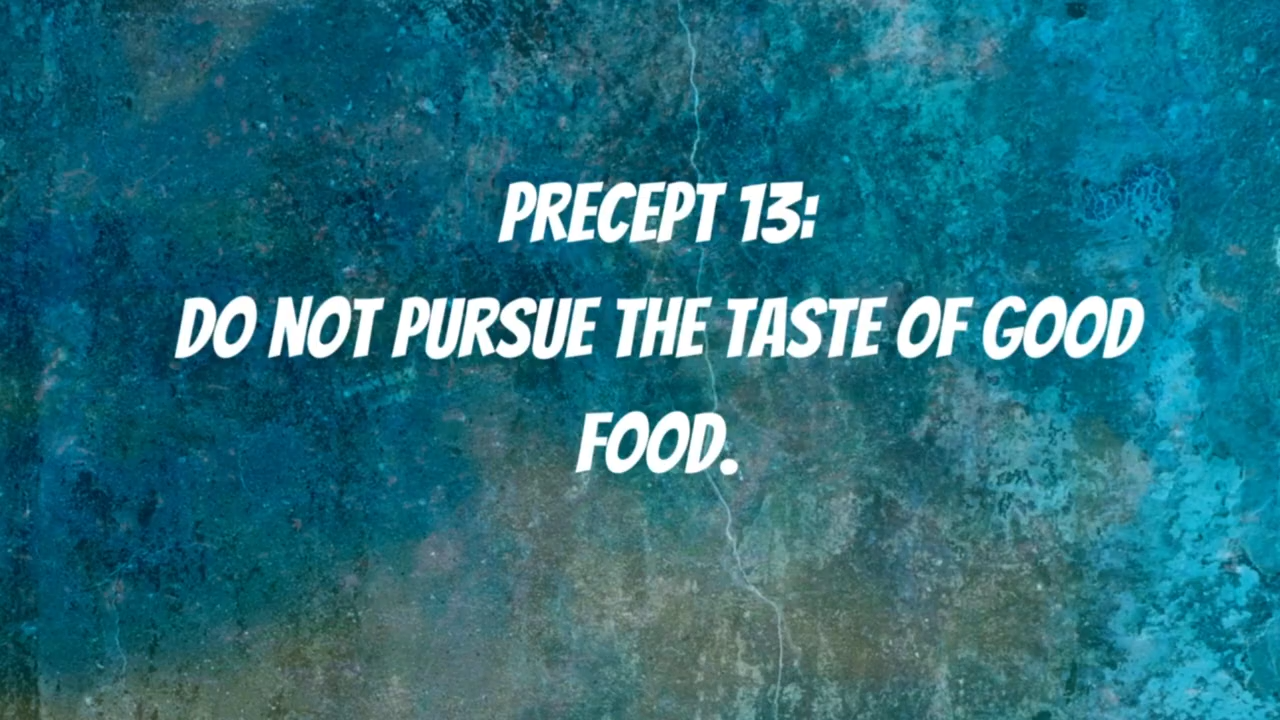 PRECEPT 13:
DO NOT PURSUE THE TASTE OF GOOD
FOOD.